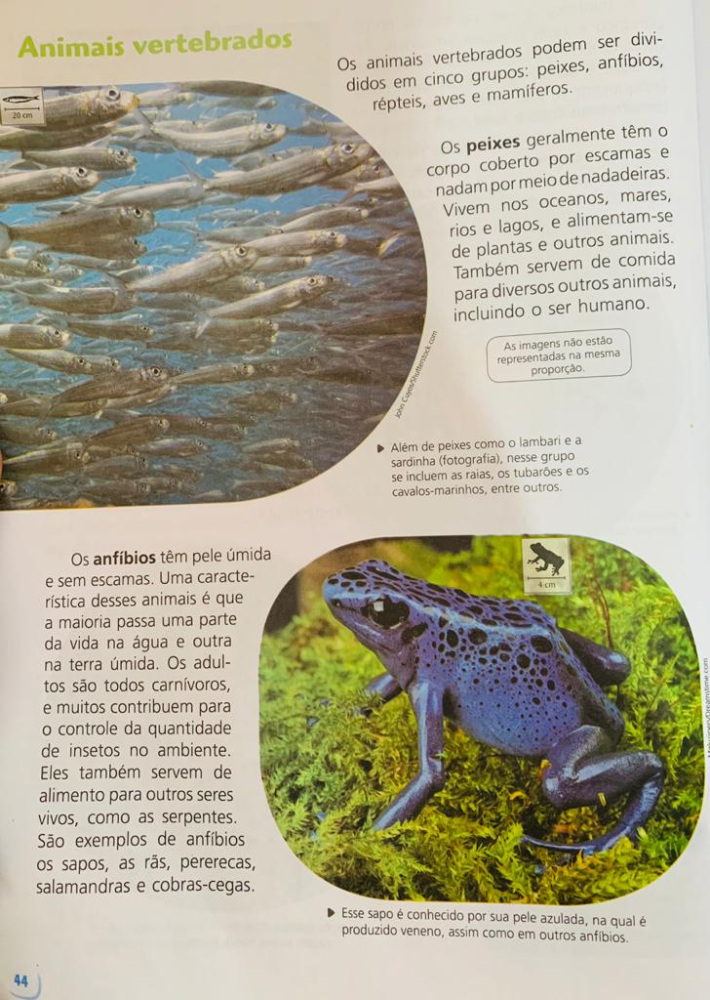 Animais vertebrados
Os animais vertebrados podem ser divi-
didos em cinco grupos: peixes, anfíbios,
répteis, aves e mamíferos.
20 cm
Os peixes geralmente têm o
corpo coberto por escamas e
nadam por meio de nadadeiras.
Vivem nos oceanos, mares,
rios e lagos, e alimentam-se
de plantas e outros animais.
Também servem de comida
para diversos outros animais,
incluindo o ser humano.
As imagens não estão
representadas na mesma
proporção.
John Cuyos/Shutterstock.com
Além de peixes como o lambari e a
sardinha (fotografia), nesse grupo
se incluem as raias, os tubarões e os
cavalos-marinhos, entre outros.
Os anfíbios têm pele úmida
e sem escamas. Uma caracte-
rística desses animais é que
a maioria passa uma parte
da vida na água e outra
na terra úmida. Os adul-
tos são todos carnívoros,
e muitos contribuem para
o controle da quantidade
de insetos no ambiente.
Eles também servem de
alimento para outros seres
vivos, como as serpentes.
São exemplos de anfíbios
os sapos, as rãs, pererecas,
salamandras e cobras-cegas.
4 cm
/Dreamstime.com
Esse sapo é conhecido por sua pele azulada, na qual é
produzido veneno, assim como em outros anfíbios.
44